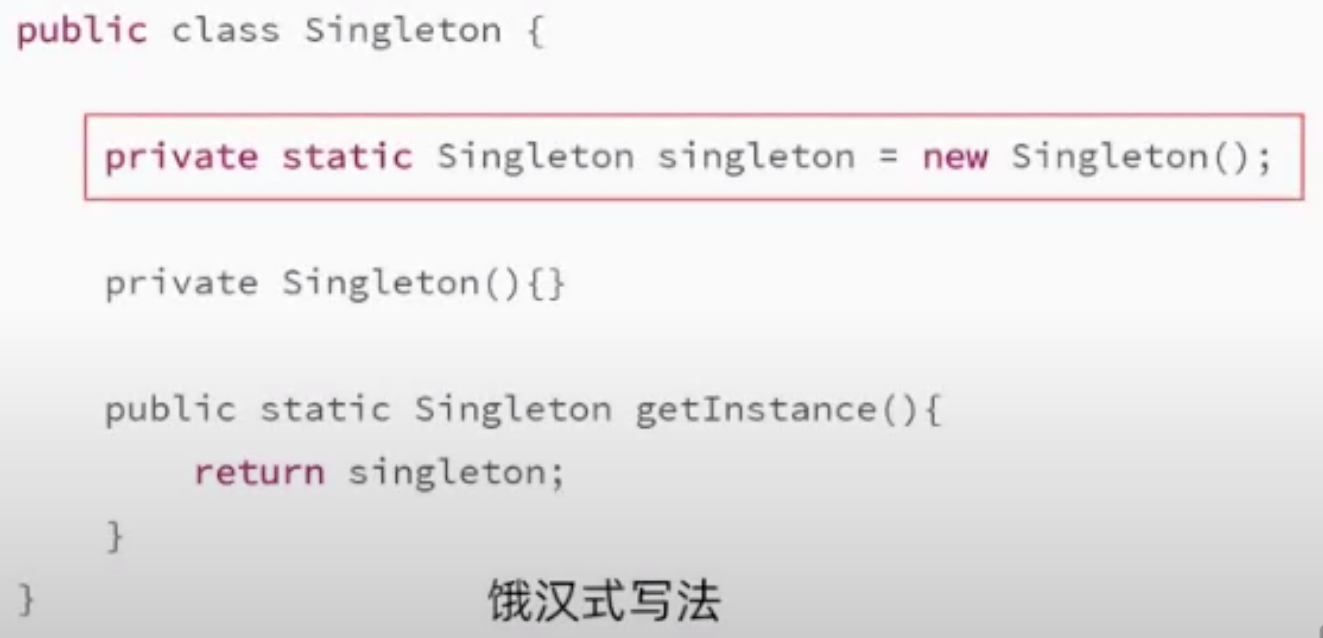 public class Singleton {
private static Singleton singleton = new Singleton();
private Singleton(){}
public static Singleton getInstance(){
return singleton;
}
}
饿汉式写法